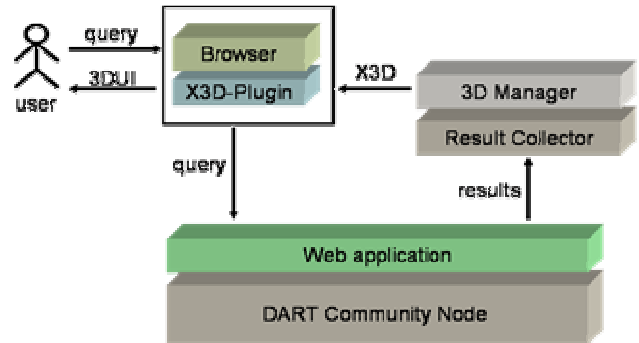 query
Browser
3DUI
X3D-Plugin
user
X3D
3D Manager
Result Collector
query
results
Web application
DART Community Node